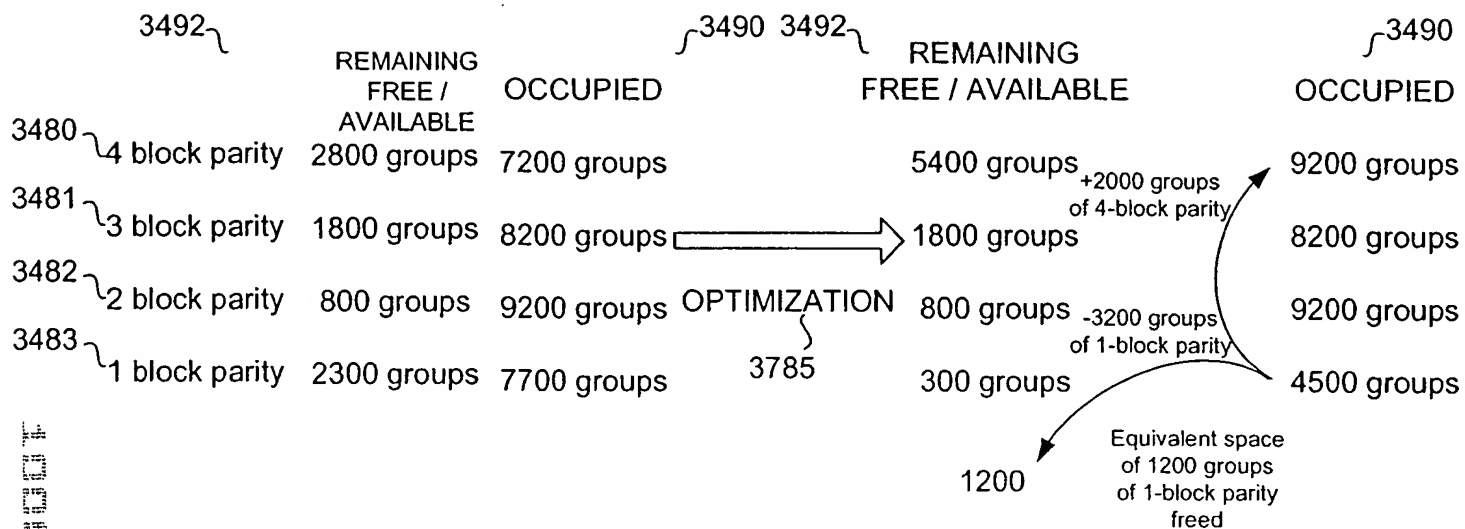 3492
3490 3492
3490
REMAINING
FREE /
AVAILABLE
OCCUPIED
REMAINING
FREE / AVAILABLE
OCCUPIED
3480
4 block parity 2800 groups 7200 groups 5400 groups 9200 groups
+2000 groups
of 4-block parity
3481
3 block parity 1800 groups 8200 groups 1800 groups 8200 groups
3482
2 block parity 800 groups 9200 groups OPTIMIZATION 800 groups 9200 groups
-3200 groups
of 1-block parity
3483
1 block parity 2300 groups 7700 groups 3785 300 groups 4500 groups
1200
Equivalent space
of 1200 groups
of 1-block parity
freed